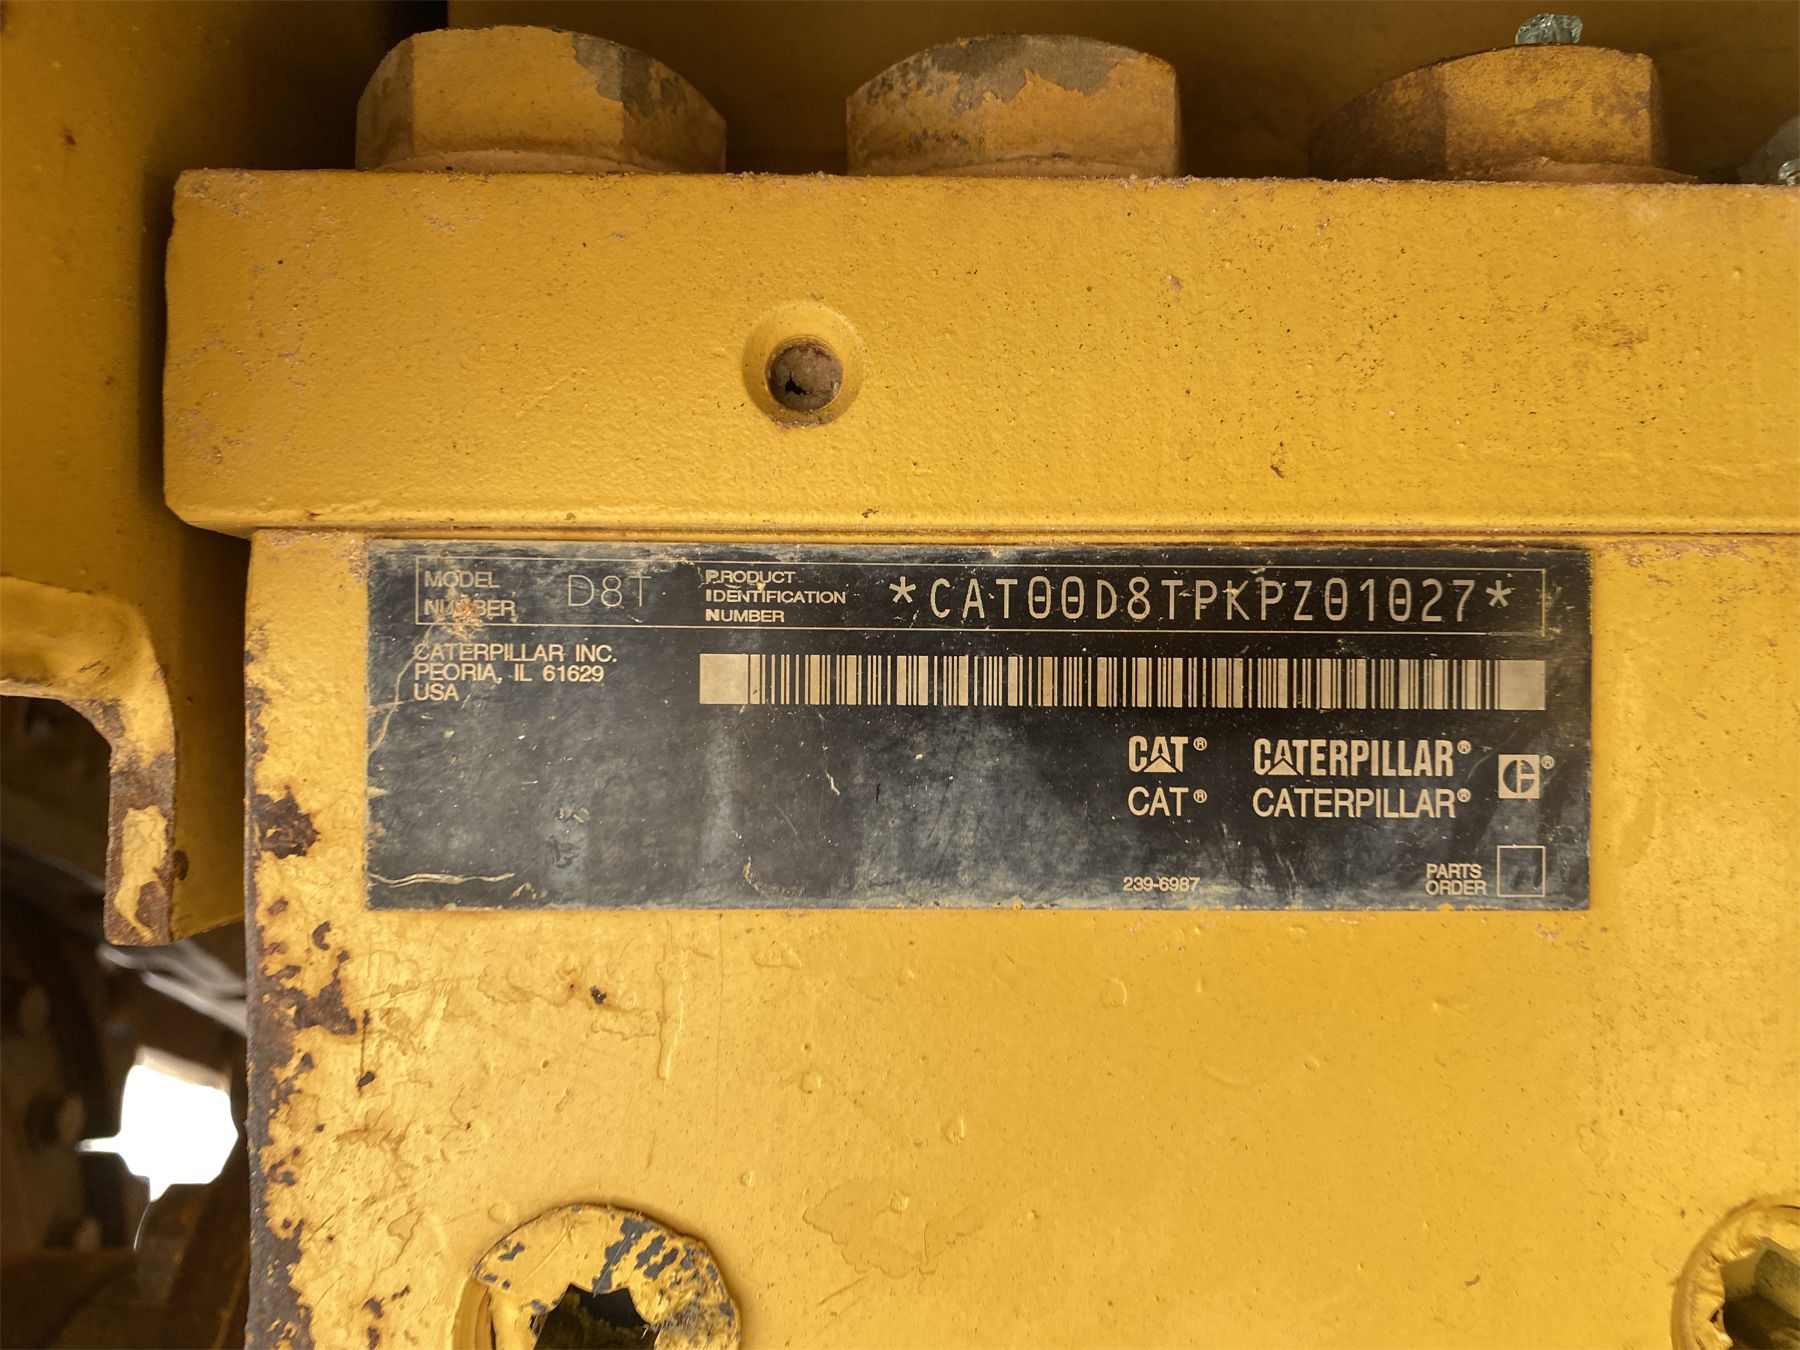 MODEL NUMBER D8T
PRODUCT IDENTIFICATION NUMBER *CAT00D8TPKPZ01027*
CATERPILLAR INC.
PEORIA, IL 61629
USA
CAT® CATERPILLAR®
CAT® CATERPILLAR®
239-6987
PARTS ORDER